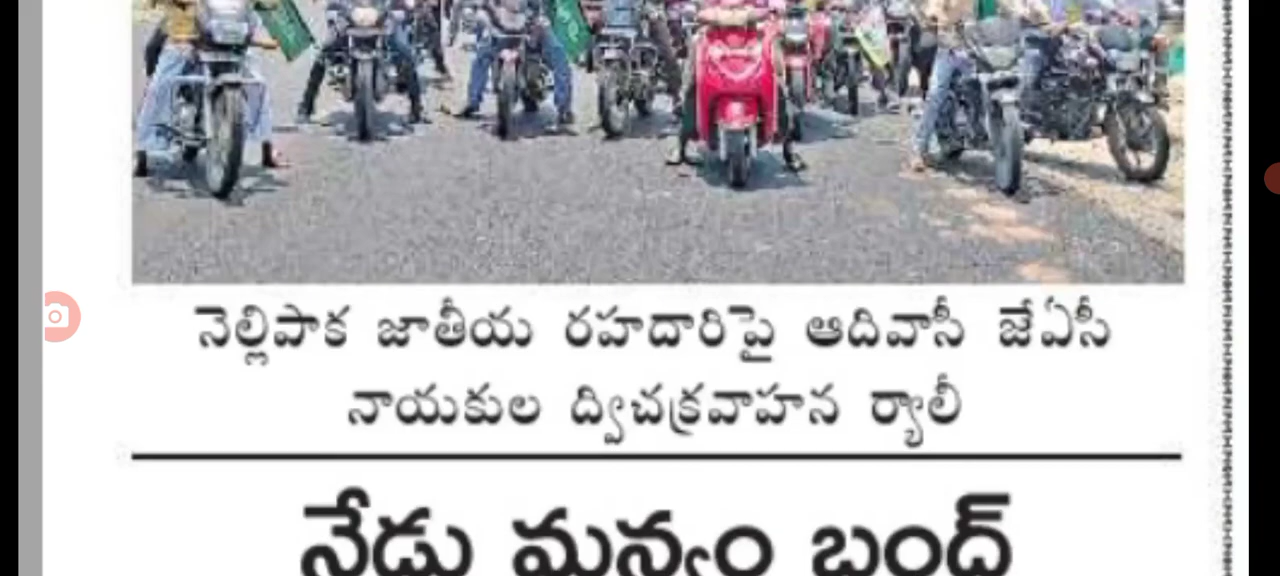 నెల్లిపాక జాతీయ రహదారిపై ఆదివాసీ జేఏసీ
నాయకుల ద్విచక్రవాహన ర్యాలీ
నేడు మన్యం బంద్